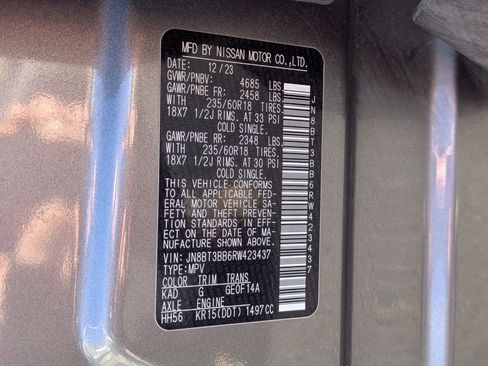 MFD BY NISSAN MOTOR CO.,LTD.
DATE: 12/23
GVWR/PNBV: 4685 LBS
GAWR/PNBE FR: 2458 LBS
WITH 235/60R18 TIRES
18X7 1/2J RIMS. AT 33 PSI
COLD SINGLE.
GAWR/PNBE RR: 2348 LBS.
WITH 235/60R18 TIRES
18X7 1/2J RIMS. AT 30 PSI
COLD SINGLE.
THIS VEHICLE CONFORMS
TO ALL APPLICABLE FED-
ERAL MOTOR VEHICLE SA-
FETY AND THEFT PREVEN-
TION STANDARDS IN EFF-
ECT ON THE DATE OF MA-
NUFACTURE SHOWN ABOVE.
VIN: JN8BT3BB6RW423437
TYPE:MPV
COLOR TRIM TRANS
KAD G GE0F14A
AXLE ENGINE
HH56 KR15(DDT) 1497CC
JN8BT3BB6RW423437